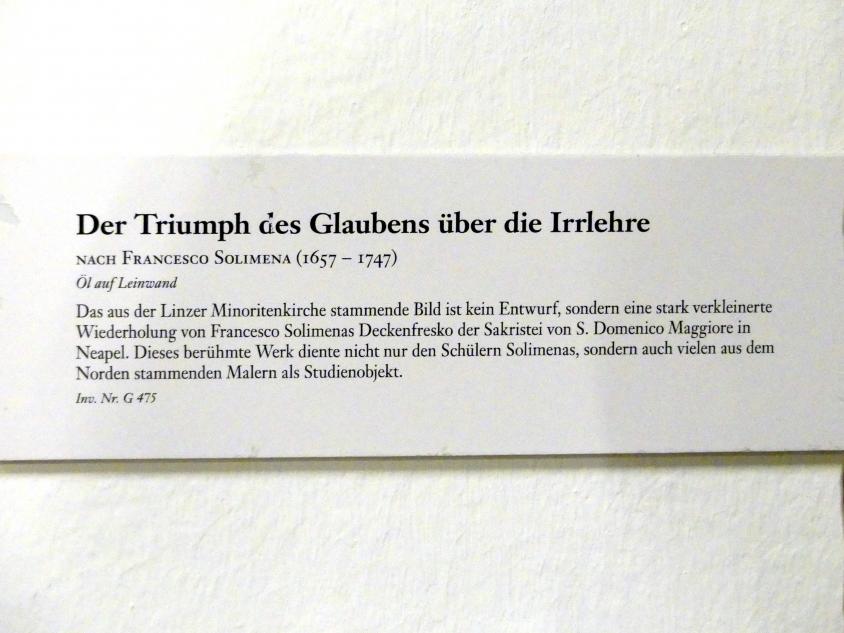 Der Triumph des Glaubens über die Irrlehre
NACH FRANCESCO SOLIMENA (1657 – 1747)
Öl auf Leinwand
Das aus der Linzer Minoritenkirche stammende Bild ist kein Entwurf, sondern eine stark verkleinerte
Wiederholung von Francesco Solimenas Deckenfresko der Sakristei von S. Domenico Maggiore in
Neapel. Dieses berühmte Werk diente nicht nur den Schülern Solimenas, sondern auch vielen aus dem
Norden stammenden Malern als Studienobjekt.
Inv. Nr. G 475